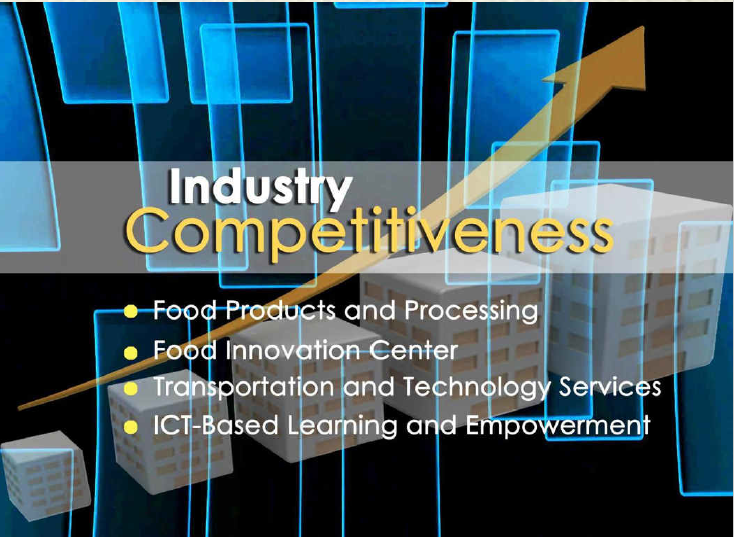 Industry
Competitiveness
Food Products and Processing
Food Innovation Center
Transportation and Technology Services
ICT-Based Learning and Empowerment